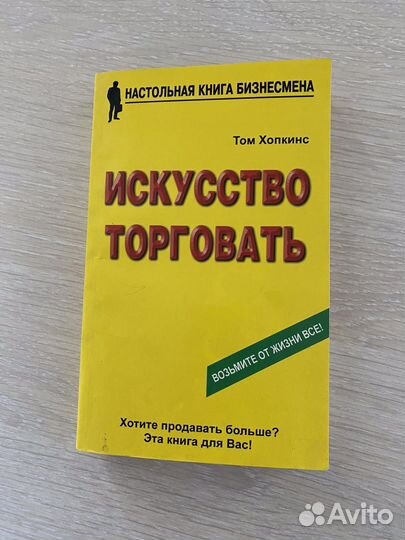 НАСТОЛЬНАЯ КНИГА БИЗНЕСМЕНА
Том Хопкинс
ИСКУССТВО
ТОРГОВАТЬ
ВОЗЬМИТЕ ОТ ЖИЗНИ ВСЕ!
Хотите продавать больше?
Эта книга для Вас!
Avito